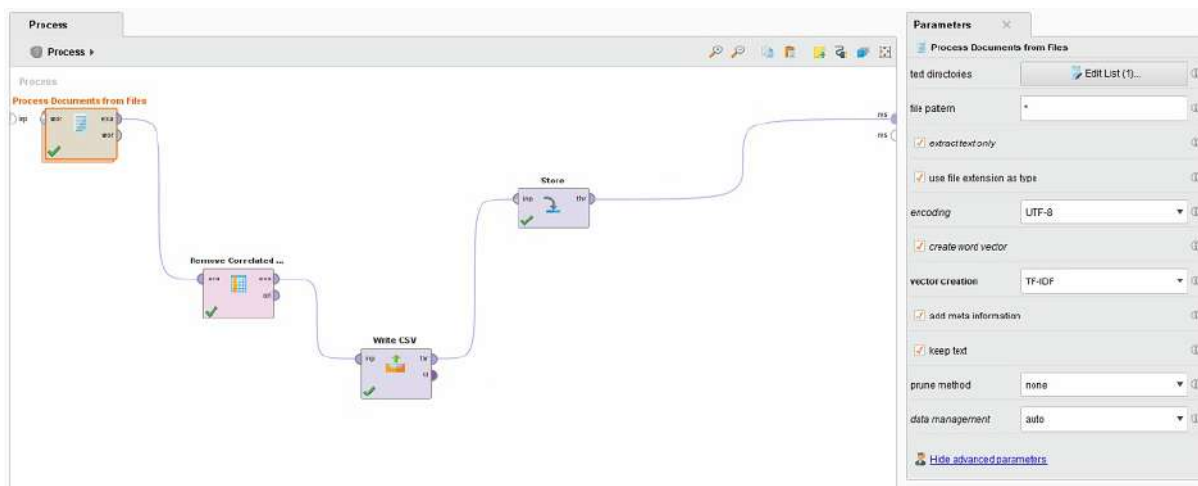 Process
Process
Process
Process Documents from Files
inp
wor
exa
wor
res
res
Store
inp
thr
Remove Correlated ...
exa
exa
ori
Write CSV
inp
thr
Parameters
Process Documents from Files
text directories
Edit List (1)...
file pattern
*
extract text only
use file extension as type
encoding
UTF-8
create word vector
vector creation
TF-IDF
add meta information
keep text
prune method
none
data management
auto
Hide advanced parameters